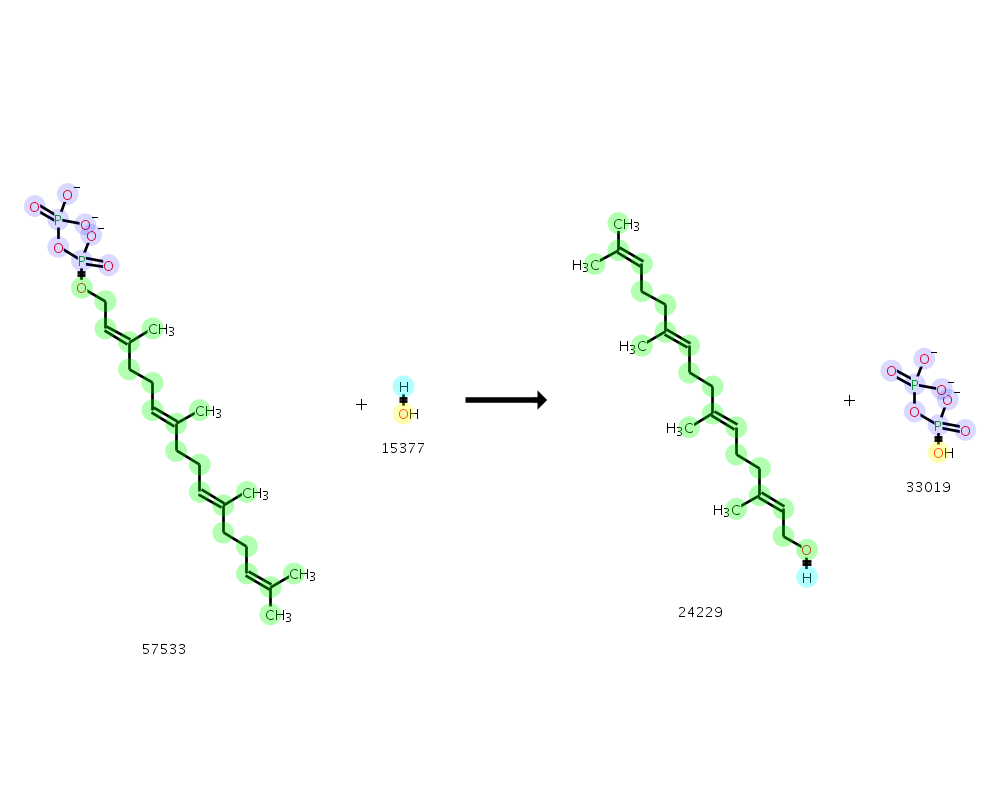 O−
O
P
O−
O−
O
P
O
O
CH3
CH3
CH3
CH3
CH3
57533
+
H
OH
15377
CH3
H3C
H3C
H3C
H3C
O
H
24229
+
O−
O
P
O−
O−
O
P
O
OH
33019